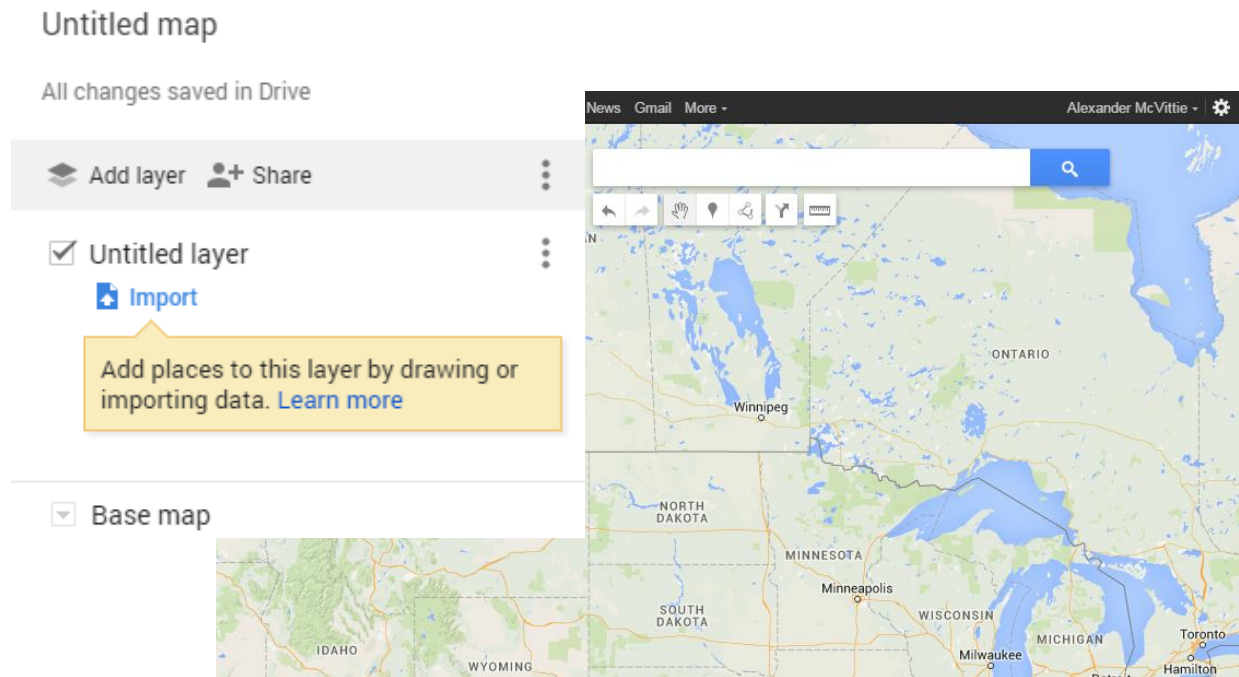 Untitled map
All changes saved in Drive
News Gmail More
Alexander McVittie
Add layer Share
Untitled layer
Import
Add places to this layer by drawing or
importing data. Learn more
Base map
ONTARIO
Winnipeg
NORTH
DAKOTA
MINNESOTA
Minneapolis
SOUTH
DAKOTA
WISCONSIN
MICHIGAN
Toronto
Milwaukee
Hamilton
IDAHO
WYOMING